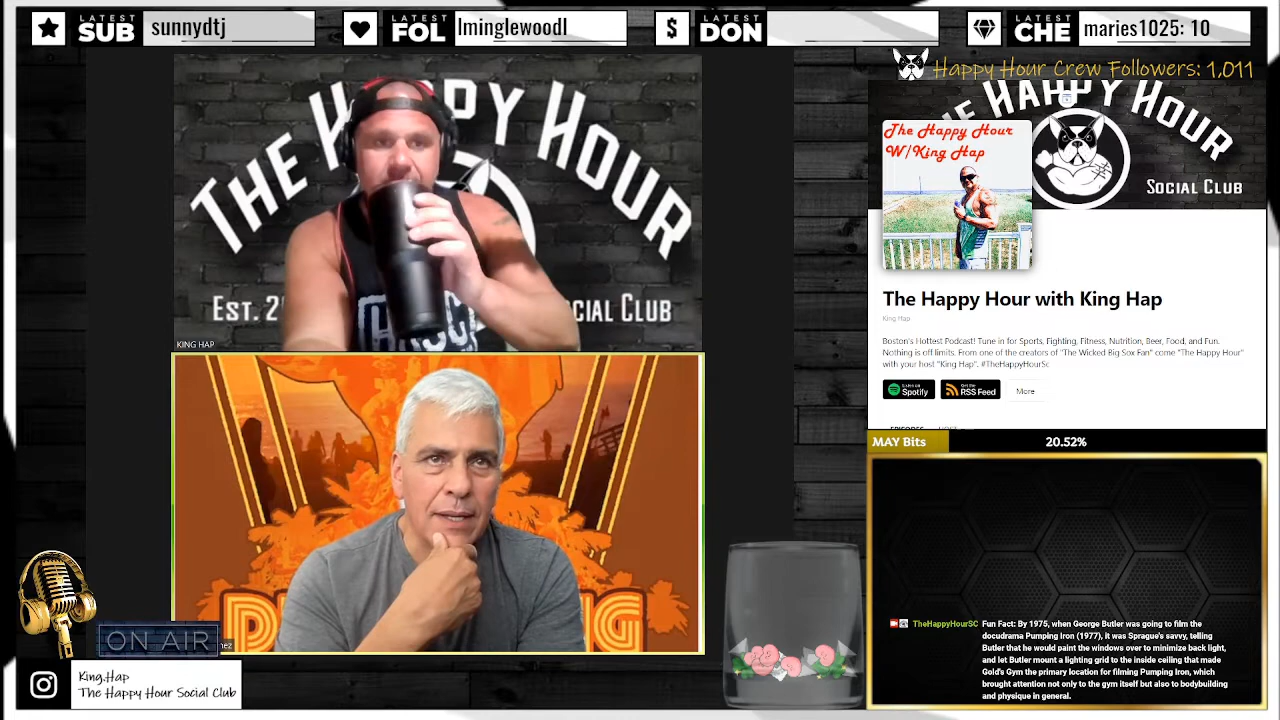 LATEST
SUB
sunnydtj
LATEST
FOL
lminglewoodl
LATEST
DON
LATEST
CHE
maries1025: 10
Happy Hour Crew Followers: 1,011
THE HAPPY HOUR
EST. 2
CIAL CLUB
KING HAP
THE HAPPY HOUR
SOCIAL CLUB
The Happy Hour
W/King Hap
The Happy Hour with King Hap
King Hap
Boston's Hottest Podcast! Tune in for Sports, Fighting, Fitness, Nutrition, Beer, Food, and Fun.
Nothing is off limits. From one of the creators of "The Wicked Big Sox Fan" come "The Happy Hour"
with your host "King Hap". #TheHappyHourSc
Listen on
Spotify
Get the
RSS Feed
More
MAY Bits
20.52%
TheHappyHourSC Fun Fact: By 1975, when George Butler was going to film the
docudrama Pumping Iron (1977), it was Sprague's savvy, telling
Butler that he would paint the windows over to minimize back light,
and let Butler mount a lighting grid to the inside ceiling that made
Gold's Gym the primary location for filming Pumping Iron, which
brought attention not only to the gym itself but also to bodybuilding
and physique in general.
ON AIR
nez
King.Hap
The Happy Hour Social Club